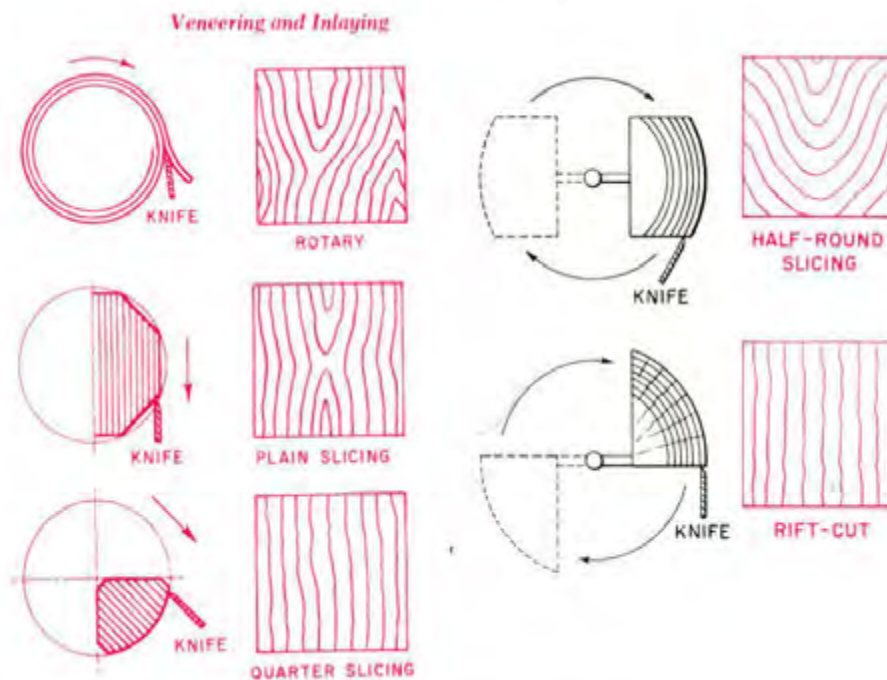 Veneering and Inlaying
KNIFE
ROTARY
KNIFE
PLAIN SLICING
KNIFE
QUARTER SLICING
KNIFE
HALF-ROUND
SLICING
KNIFE
RIFT-CUT